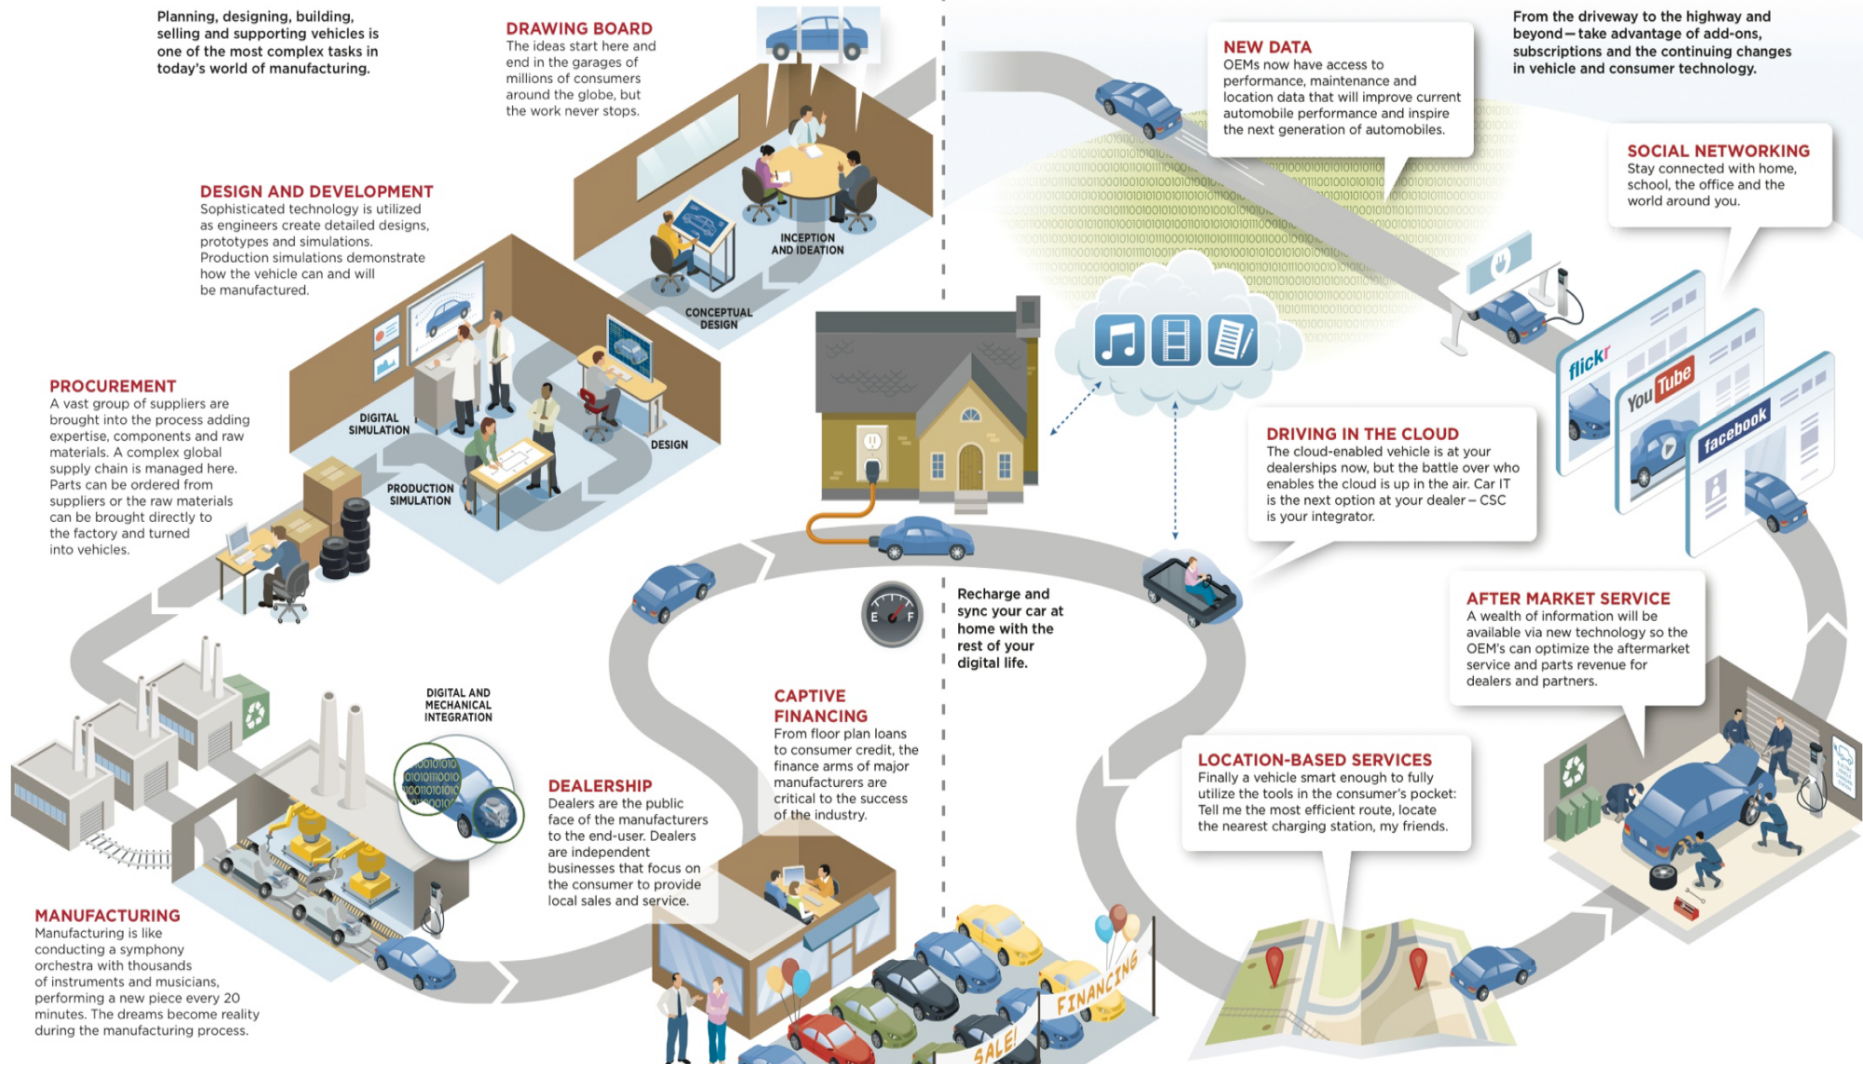 Planning, designing, building,
selling and supporting vehicles is
one of the most complex tasks in
today's world of manufacturing.
DRAWING BOARD
The ideas start here and
end in the garages of
millions of consumers
around the globe, but
the work never stops.
INCEPTION
AND IDEATION
CONCEPTUAL
DESIGN
DESIGN AND DEVELOPMENT
Sophisticated technology is utilized
as engineers create detailed designs,
prototypes and simulations.
Production simulations demonstrate
how the vehicle can and will
be manufactured.
DIGITAL
SIMULATION
DESIGN
PRODUCTION
SIMULATION
PROCUREMENT
A vast group of suppliers are
brought into the process adding
expertise, components and raw
materials. A complex global
supply chain is managed here.
Parts can be ordered from
suppliers or the raw materials
can be brought directly to
the factory and turned
into vehicles.
DIGITAL AND
MECHANICAL
INTEGRATION
MANUFACTURING
Manufacturing is like
conducting a symphony
orchestra with thousands
of instruments and musicians,
performing a new piece every 20
minutes. The dreams become reality
during the manufacturing process.
DEALERSHIP
Dealers are the public
face of the manufacturers
to the end-user. Dealers
are independent
businesses that focus on
the consumer to provide
local sales and service.
CAPTIVE
FINANCING
From floor plan loans
to consumer credit, the
finance arms of major
manufacturers are
critical to the success
of the industry.
SALE!
FINANCING
E F
Recharge and
sync your car at
home with the
rest of your
digital life.
From the driveway to the highway and
beyond—take advantage of add-ons,
subscriptions and the continuing changes
in vehicle and consumer technology.
NEW DATA
OEMs now have access to
performance, maintenance and
location data that will improve current
automobile performance and inspire
the next generation of automobiles.
SOCIAL NETWORKING
Stay connected with home,
school, the office and the
world around you.
flickr
YouTube
facebook
DRIVING IN THE CLOUD
The cloud-enabled vehicle is at your
dealerships now, but the battle over who
enables the cloud is up in the air. Car IT
is the next option at your dealer – CSC
is your integrator.
AFTER MARKET SERVICE
A wealth of information will be
available via new technology so the
OEM's can optimize the aftermarket
service and parts revenue for
dealers and partners.
LOCATION-BASED SERVICES
Finally a vehicle smart enough to fully
utilize the tools in the consumer's pocket:
Tell me the most efficient route, locate
the nearest charging station, my friends.